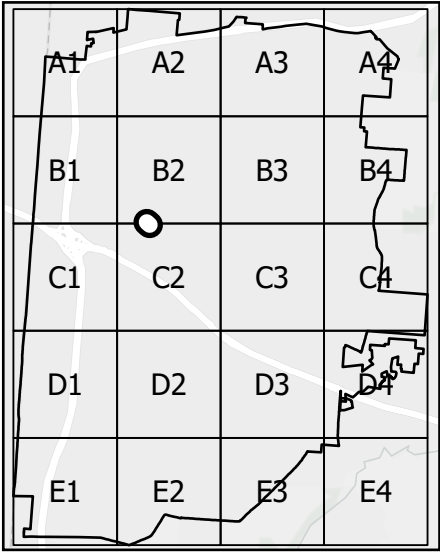 A1 A2 A3 A4
B1 B2 B3 B4
C1 C2 C3 C4
D1 D2 D3 D4
E1 E2 E3 E4